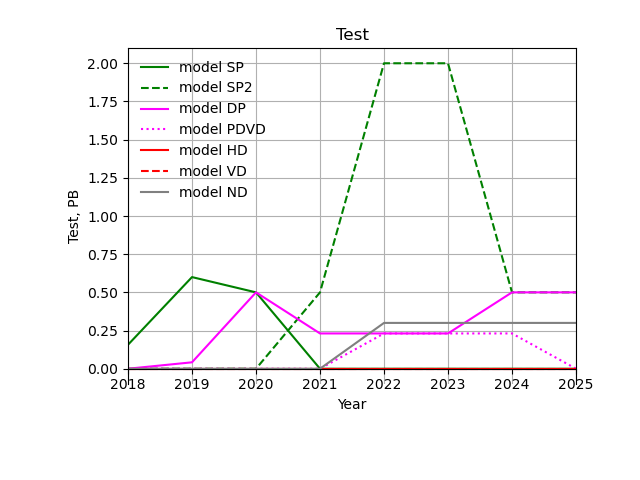 Test
2.00
1.75
1.50
1.25
1.00
0.75
0.50
0.25
0.00
Test, PB
model SP
model SP2
model DP
model PDVD
model HD
model VD
model ND
2018 2019 2020 2021 2022 2023 2024 2025
Year